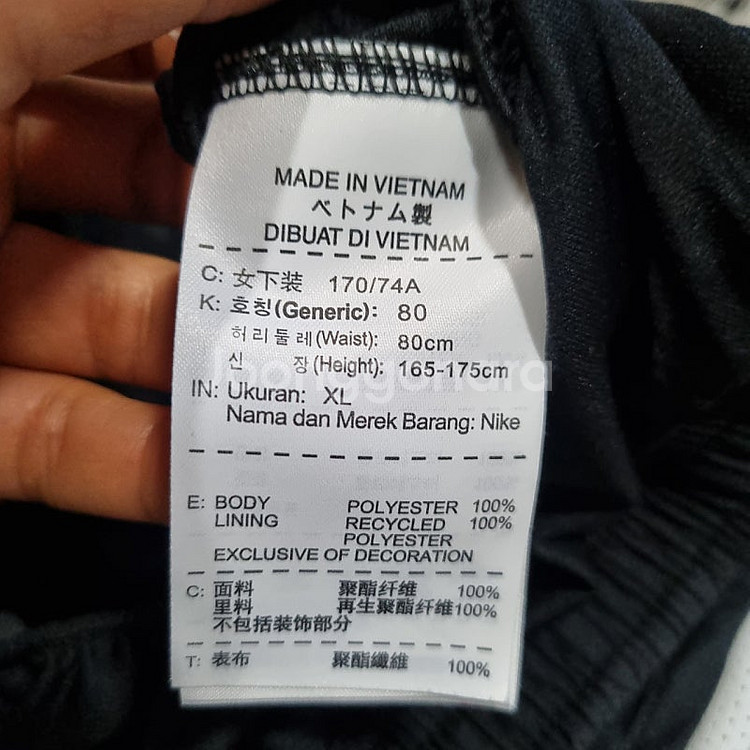 MADE IN VIETNAM
ベトナム製
DIBUAT DI VIETNAM
C: 女下装 170/74A
K: 호칭(Generic): 80
허리둘레(Waist): 80cm
신 장(Height): 165-175cm
IN: Ukuran: XL
Nama dan Merek Barang: Nike
E: BODY POLYESTER 100%
LINING RECYCLED 100%
POLYESTER
EXCLUSIVE OF DECORATION
C: 面料 聚酯纤维 100%
里料 再生聚酯纤维100%
不包括装饰部分
T: 表布 聚酯纖維 100%